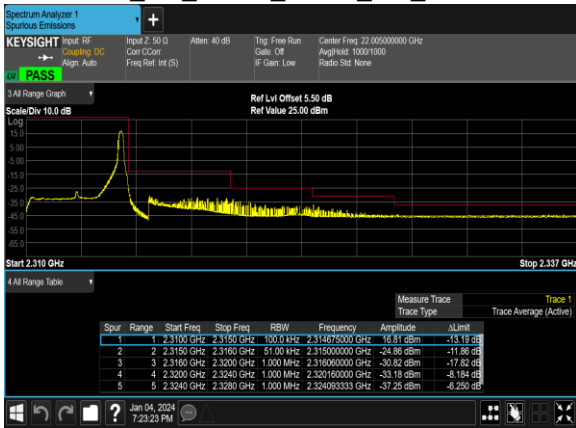 Spectrum Analyzer 1
Spurious Emissions
KEYSIGHT Input: RF Input Z: 50 Ω Atten: 40 dB Trig: Free Run Center Freq: 22.005000000 GHz
Coupling: DC Corr CCorr Gate: Off Avg|Hold: 1000/1000
Align: Auto Freq Ref: Int (S) IF Gain: Low Radio Std: None
PASS
3 All Range Graph
Ref Lvl Offset 5.50 dB
Scale/Div 10.0 dB Ref Value 25.00 dBm
Log
15.0
5.00
-5.00
-15.0
-25.0
-35.0
-45.0
-55.0
-65.0
Start 2.310 GHz Stop 2.337 GHz
4 All Range Table
Measure Trace Trace 1
Trace Type Trace Average (Active)
Spur Range Start Freq Stop Freq RBW Frequency Amplitude ΔLimit
1 1 2.3100 GHz 2.3150 GHz 100.0 kHz 2.314675000 GHz 16.81 dBm -13.19 dB
2 2 2.3150 GHz 2.3160 GHz 51.00 kHz 2.315000000 GHz -24.86 dBm -11.86 dB
3 3 2.3160 GHz 2.3200 GHz 1.000 MHz 2.316060000 GHz -30.82 dBm -17.82 dB
4 4 2.3200 GHz 2.3240 GHz 1.000 MHz 2.320160000 GHz -33.18 dBm -8.184 dB
5 5 2.3240 GHz 2.3280 GHz 1.000 MHz 2.324093333 GHz -37.25 dBm -6.250 dB
? Jan 04, 2024
7:23:23 PM